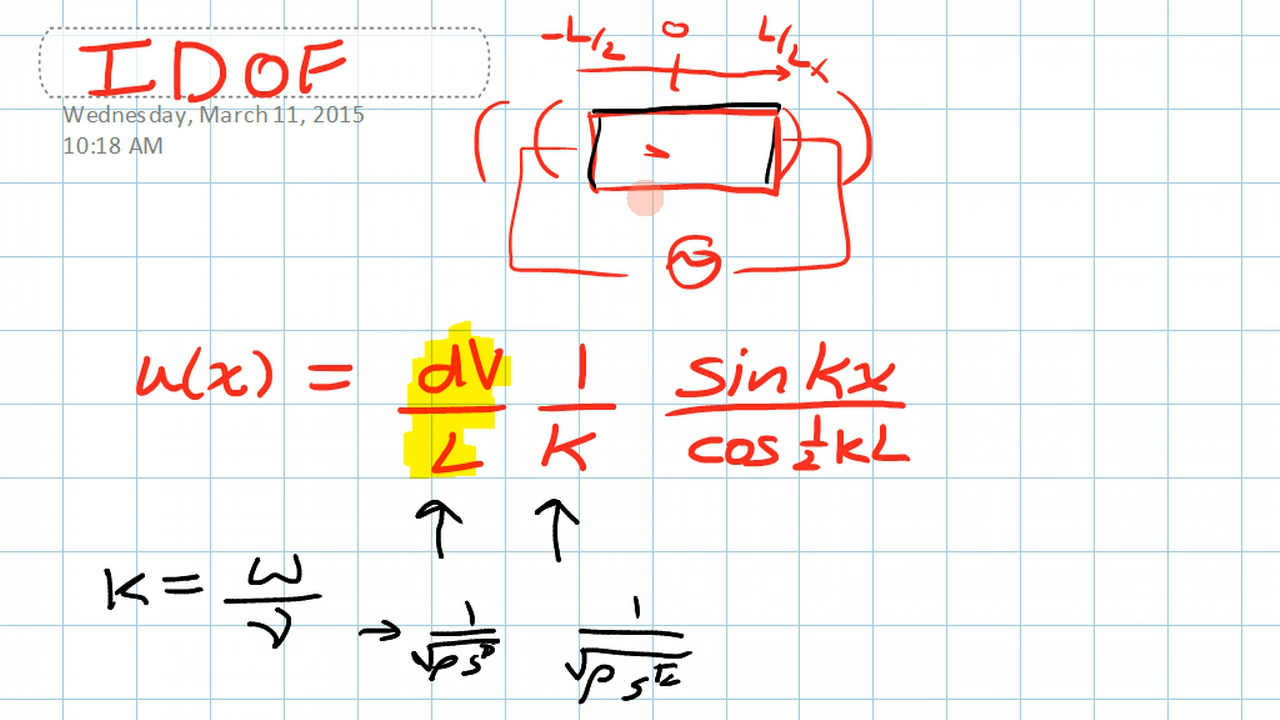 IDOF
Wednesday, March 11, 2015
10:18 AM
-L/2 0 L/2 x
u(x) = dV/L 1/K sin kx / cos ½kL
K = ω/v → 1/√ρs^D 1/√ρs^E